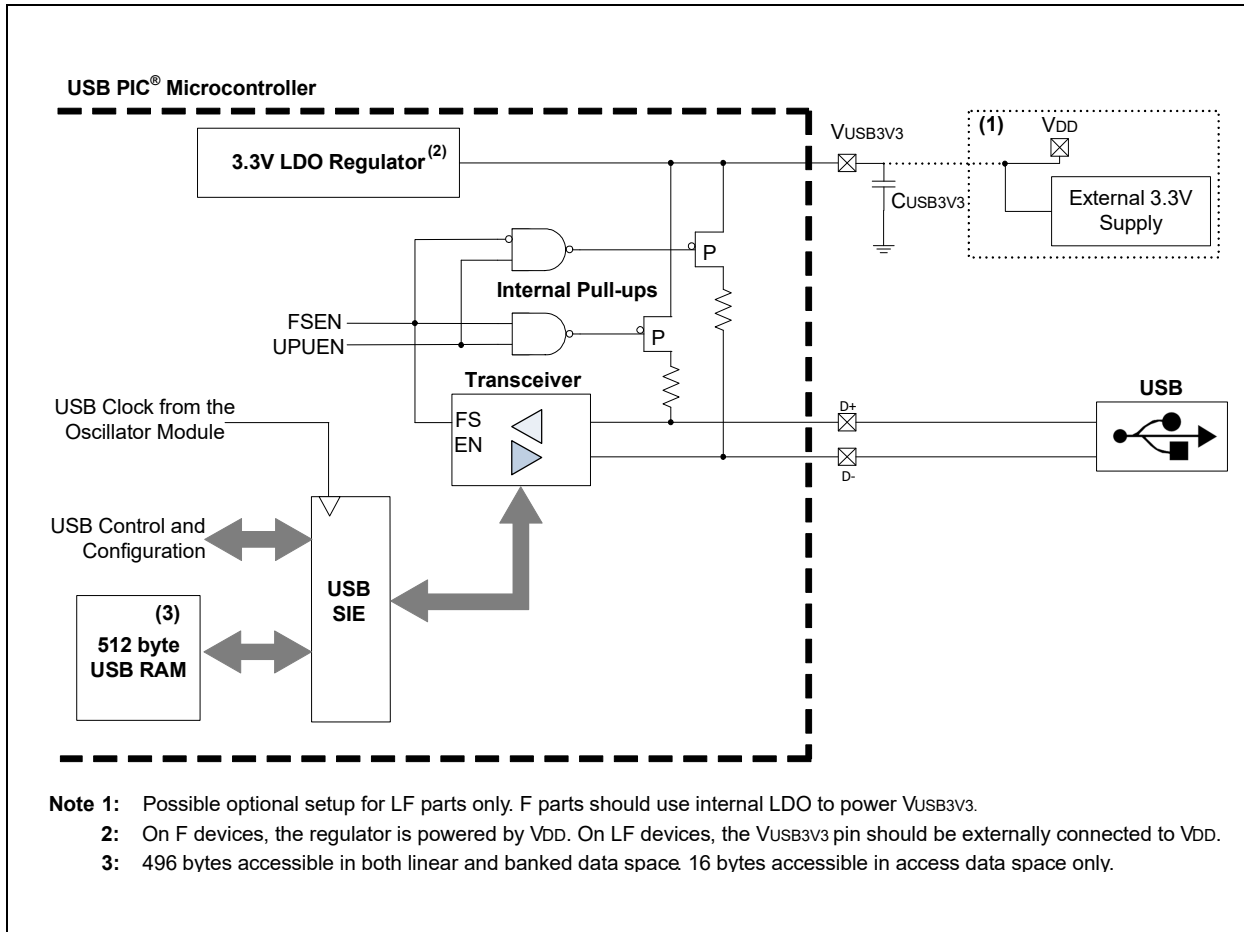 USB PIC® Microcontroller
3.3V LDO Regulator(2)
VUSB3V3
(1)
VDD
CUSB3V3
External 3.3V
Supply
P
Internal Pull-ups
FSEN
UPUEN
P
Transceiver
FS
EN
USB Clock from the
Oscillator Module
D+
D-
USB
USB Control and
Configuration
USB
SIE
(3)
512 byte
USB RAM
Note 1: Possible optional setup for LF parts only. F parts should use internal LDO to power VUSB3V3.
2: On F devices, the regulator is powered by VDD. On LF devices, the VUSB3V3 pin should be externally connected to VDD.
3: 496 bytes accessible in both linear and banked data space. 16 bytes accessible in access data space only.